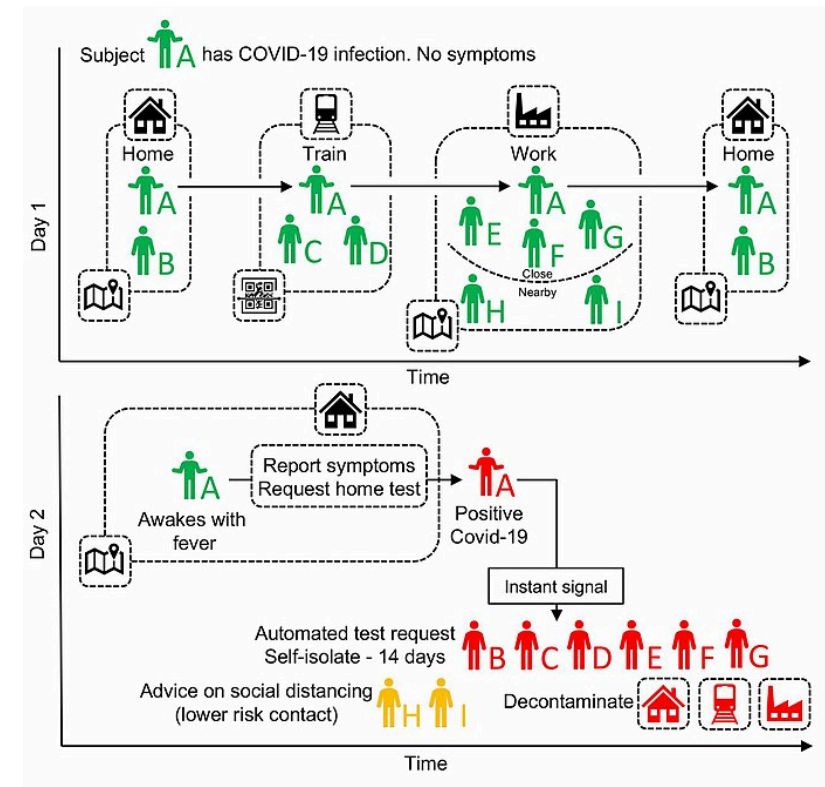 Subject A has COVID-19 infection. No symptoms
Home
Train
Work
Home
A
A
A
A
B
C
D
E
F
G
B
Close
Nearby
H
I
Day 1
Time
A
Report symptoms
Request home test
A
Awakes with
fever
Positive
Covid-19
Instant signal
Automated test request
Self-isolate - 14 days
B C D E F G
Advice on social distancing
(lower risk contact)
H I
Decontaminate
Day 2
Time